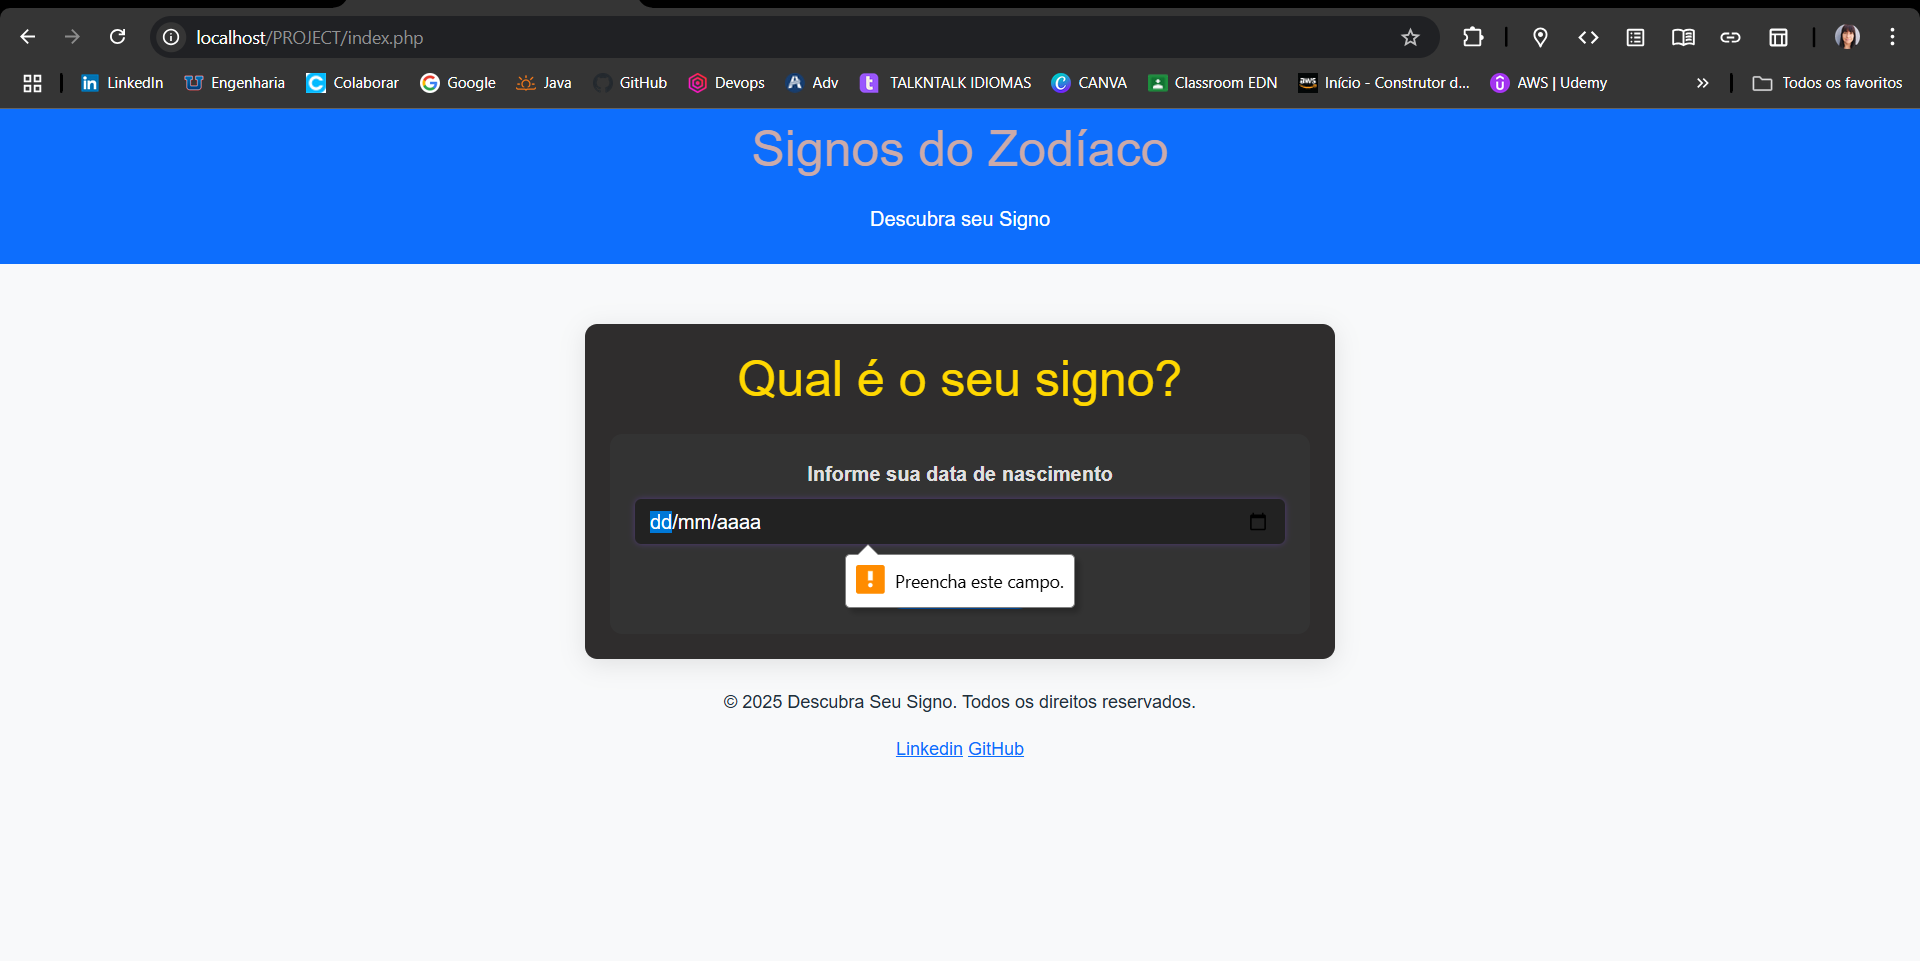 localhost/PROJECT/index.php
LinkedIn Engenharia Colaborar Google Java GitHub Devops Adv TALKNTALK IDIOMAS CANVA Classroom EDN Início - Construtor d... AWS | Udemy » Todos os favoritos
Signos do Zodíaco
Descubra seu Signo
Qual é o seu signo?
Informe sua data de nascimento
dd/mm/aaaa
Preencha este campo.
© 2025 Descubra Seu Signo. Todos os direitos reservados.
Linkedin GitHub